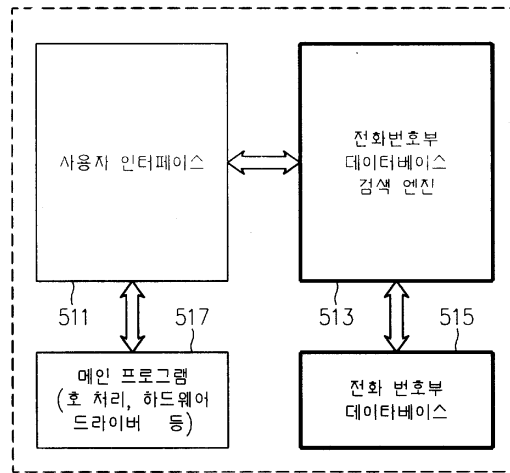 사용자 인터페이스
전화번호부
데이터베이스
검색 엔진
511
517
513
515
메인 프로그램
(호 처리, 하드웨어
드라이버 등)
전화 번호부
데이타베이스